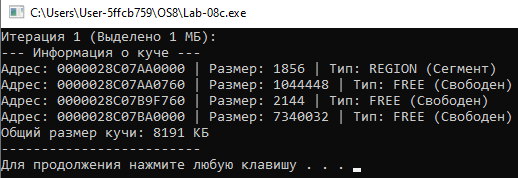 C:\Users\User-5ffcb759\OS8\Lab-08c.exe
Итерация 1 (Выделено 1 МБ):
--- Информация о куче ---
Адрес: 0000028C07AA0000 | Размер: 1856 | Тип: REGION (Сегмент)
Адрес: 0000028C07AA0760 | Размер: 1044448 | Тип: FREE (Свободен)
Адрес: 0000028C07B9F760 | Размер: 2144 | Тип: FREE (Свободен)
Адрес: 0000028C07BA0000 | Размер: 7340032 | Тип: FREE (Свободен)
Общий размер кучи: 8191 КБ
-------------------------
Для продолжения нажмите любую клавишу . . .